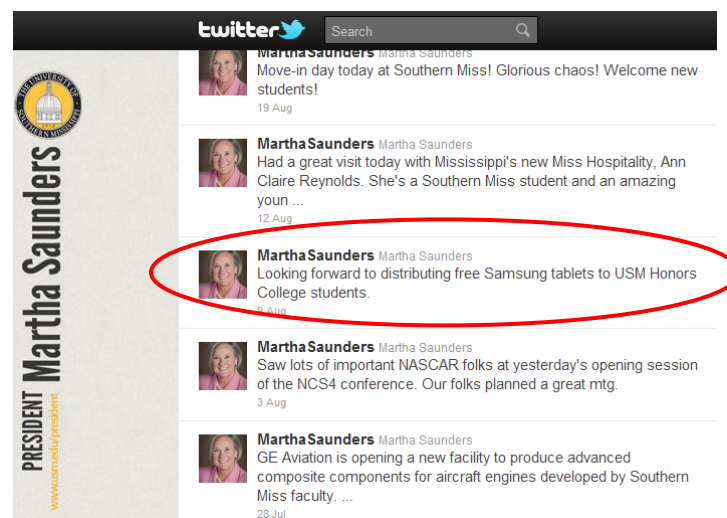 twitter
Search
THE UNIVERSITY OF
SOUTHERN MISSISSIPPI
1910
PRESIDENT Martha Saunders
www.usm.edu/president
MarthaSaunders Martha Saunders
Move-in day today at Southern Miss! Glorious chaos! Welcome new
students!
19 Aug
MarthaSaunders Martha Saunders
Had a great visit today with Mississippi's new Miss Hospitality, Ann
Claire Reynolds. She's a Southern Miss student and an amazing
youn ...
12 Aug
MarthaSaunders Martha Saunders
Looking forward to distributing free Samsung tablets to USM Honors
College students.
9 Aug
MarthaSaunders Martha Saunders
Saw lots of important NASCAR folks at yesterday's opening session
of the NCS4 conference. Our folks planned a great mtg.
3 Aug
MarthaSaunders Martha Saunders
GE Aviation is opening a new facility to produce advanced
composite components for aircraft engines developed by Southern
Miss faculty. ...
28 Jul